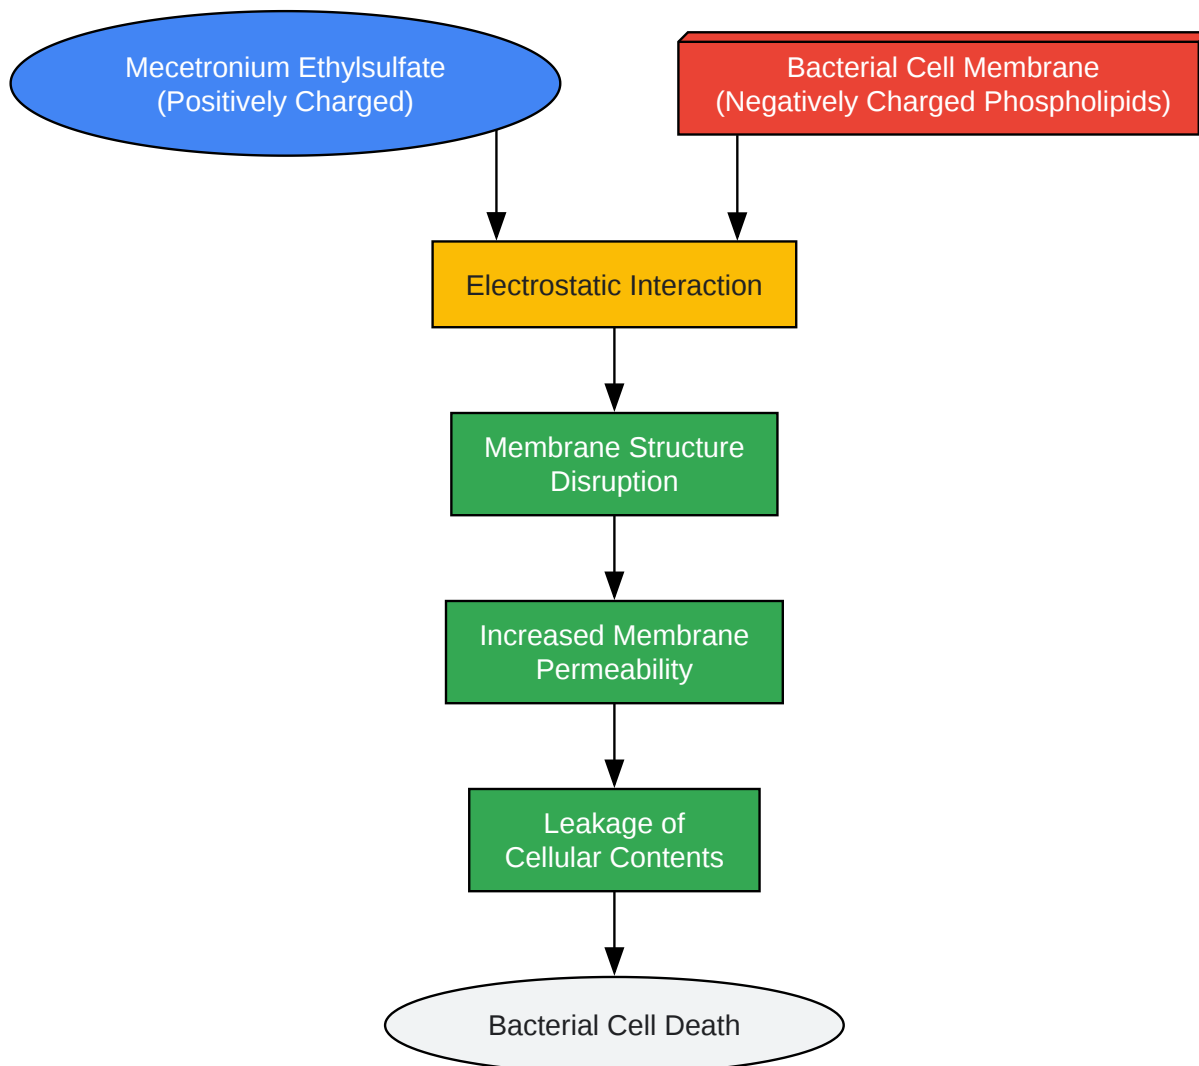 Mecetronium Ethylsulfate
(Positively Charged)
Bacterial Cell Membrane
(Negatively Charged Phospholipids)
Electrostatic Interaction
Membrane Structure
Disruption
Increased Membrane
Permeability
Leakage of
Cellular Contents
Bacterial Cell Death